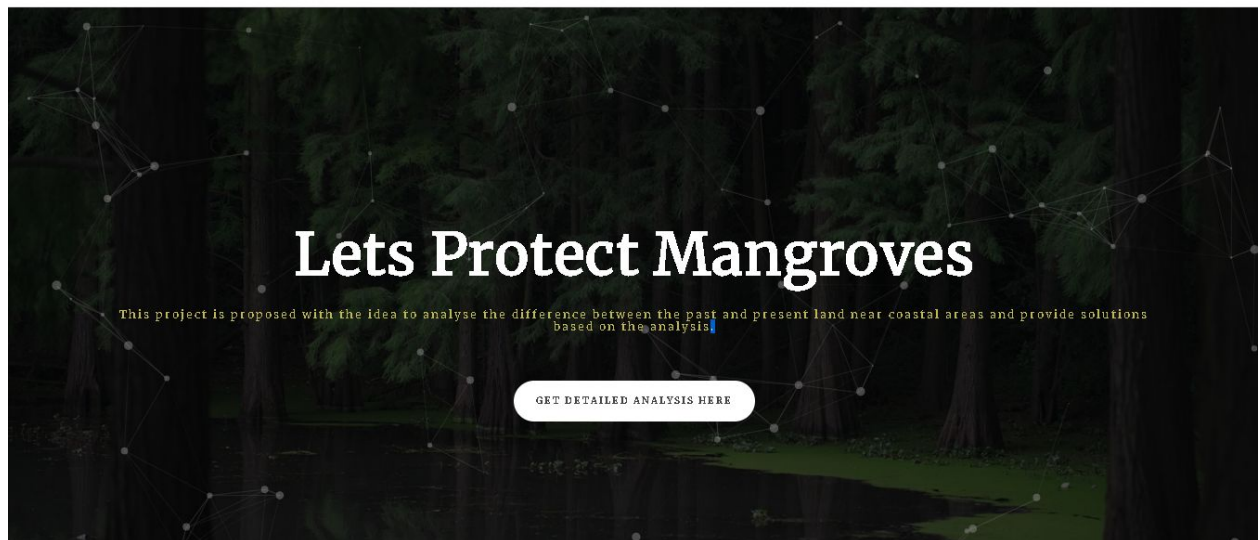 Lets Protect Mangroves
This project is proposed with the idea to analyse the difference between the past and present land near coastal areas and provide solutions
based on the analysis.
GET DETAILED ANALYSIS HERE